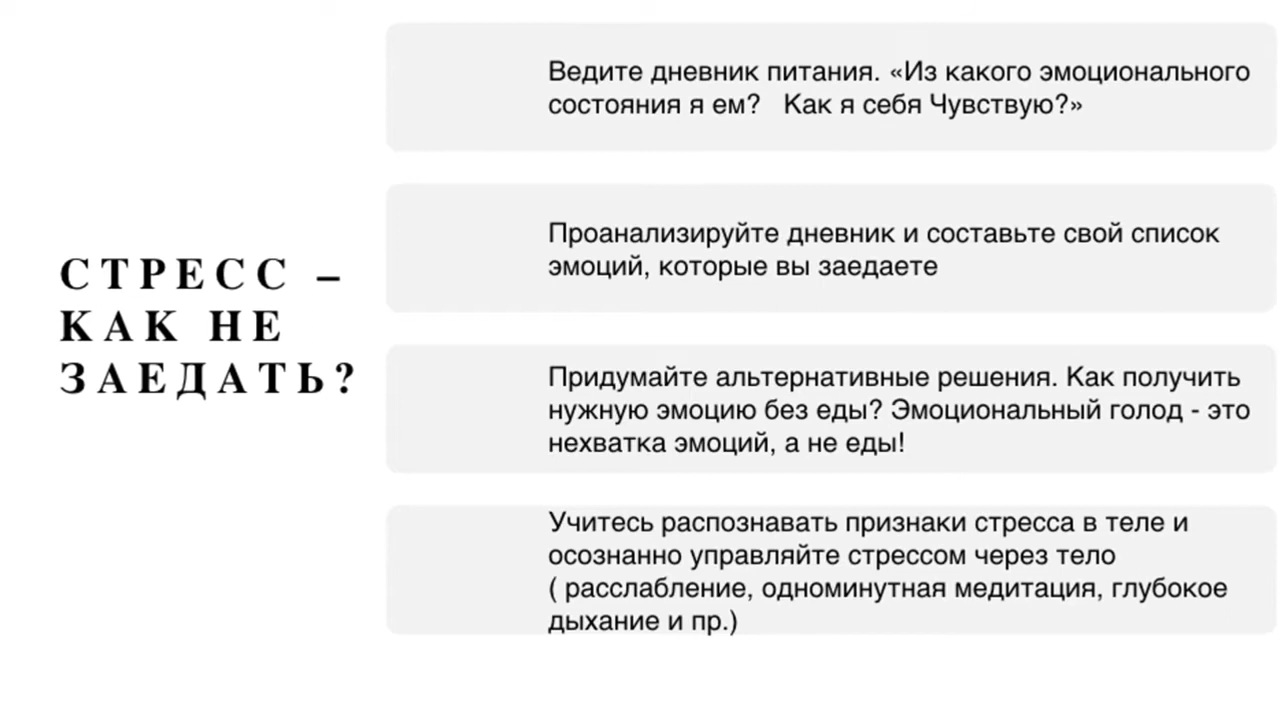 СТРЕСС –
КАК НЕ
ЗАЕДАТЬ?
Ведите дневник питания. «Из какого эмоционального
состояния я ем? Как я себя Чувствую?»
Проанализируйте дневник и составьте свой список
эмоций, которые вы заедаете
Придумайте альтернативные решения. Как получить
нужную эмоцию без еды? Эмоциональный голод - это
нехватка эмоций, а не еды!
Учитесь распознавать признаки стресса в теле и
осознанно управляйте стрессом через тело
( расслабление, одноминутная медитация, глубокое
дыхание и пр.)